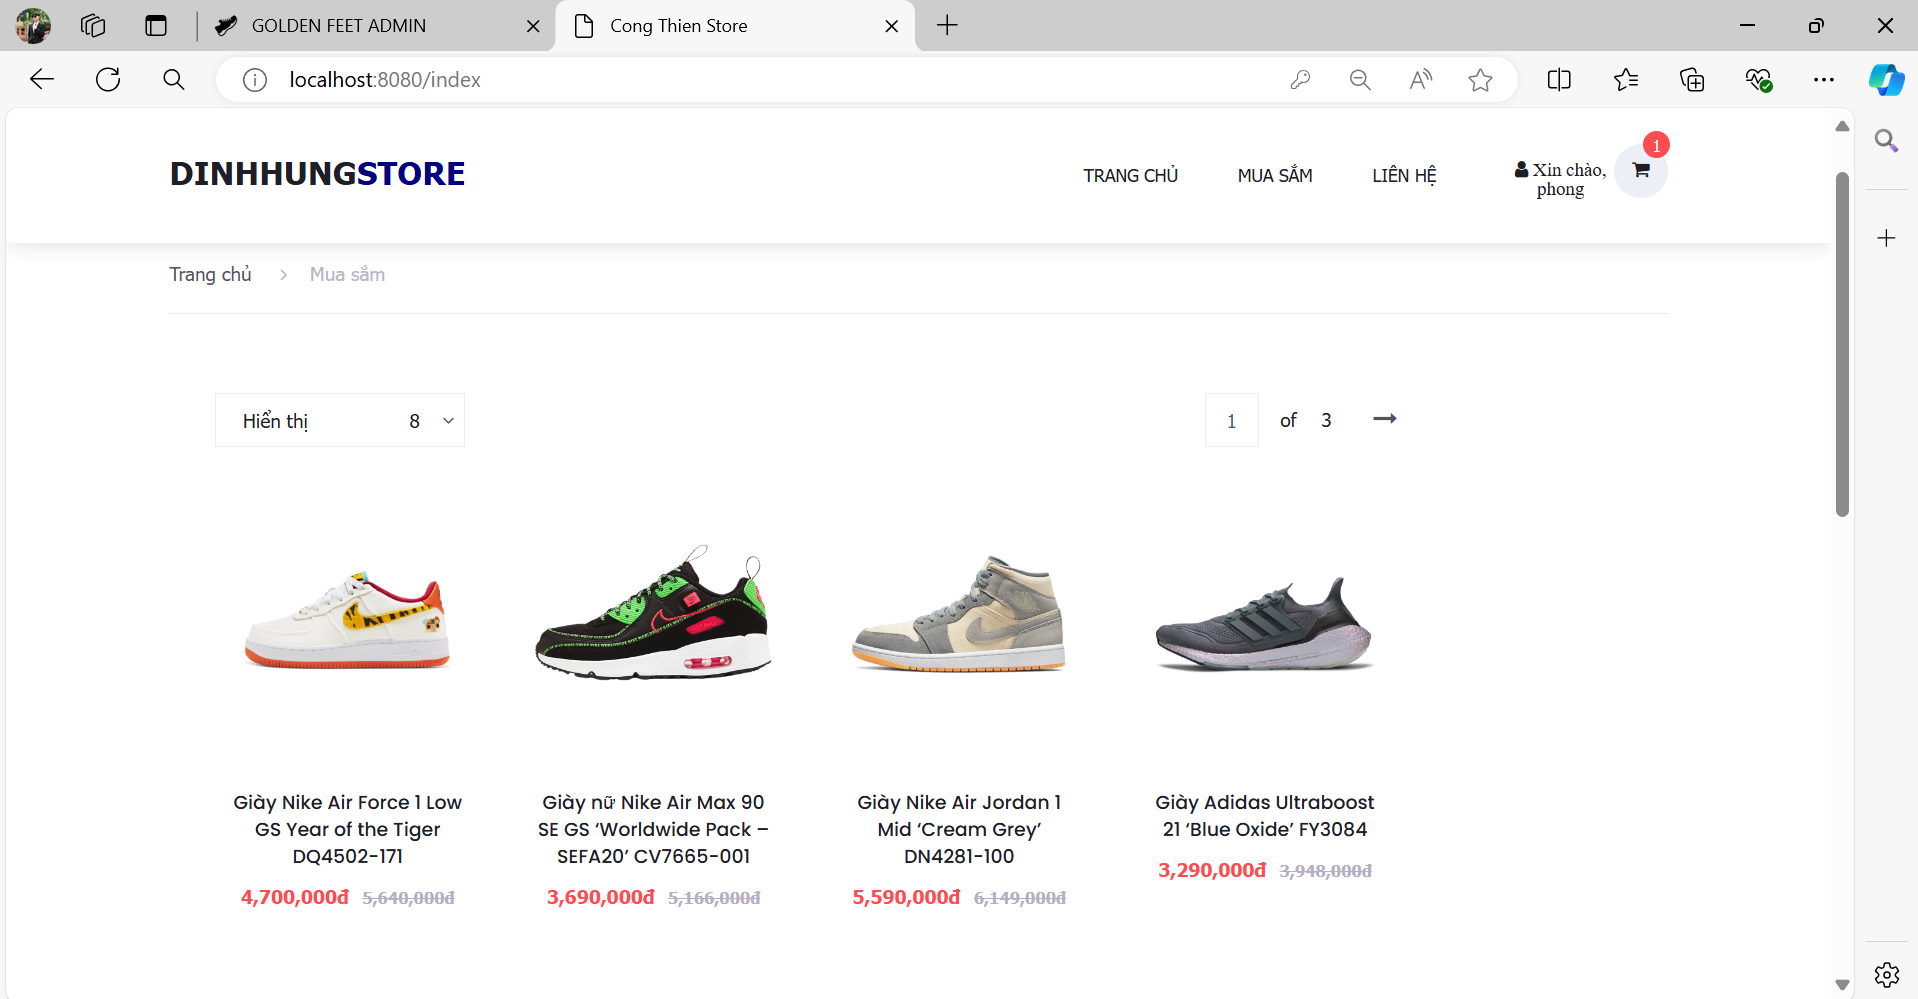 GOLDEN FEET ADMIN
Cong Thien Store
localhost:8080/index
DINHHUNGSTORE
TRANG CHỦ
MUA SẮM
LIÊN HỆ
Xin chào,
phong
1
Trang chủ
Mua sắm
Hiển thị 8
1 of 3
Giày Nike Air Force 1 Low
GS Year of the Tiger
DQ4502-171
4,700,000đ 5,640,000đ
Giày nữ Nike Air Max 90
SE GS ‘Worldwide Pack –
SEFA20’ CV7665-001
3,690,000đ 5,166,000đ
Giày Nike Air Jordan 1
Mid ‘Cream Grey’
DN4281-100
5,590,000đ 6,149,000đ
Giày Adidas Ultraboost
21 ‘Blue Oxide’ FY3084
3,290,000đ 3,948,000đ